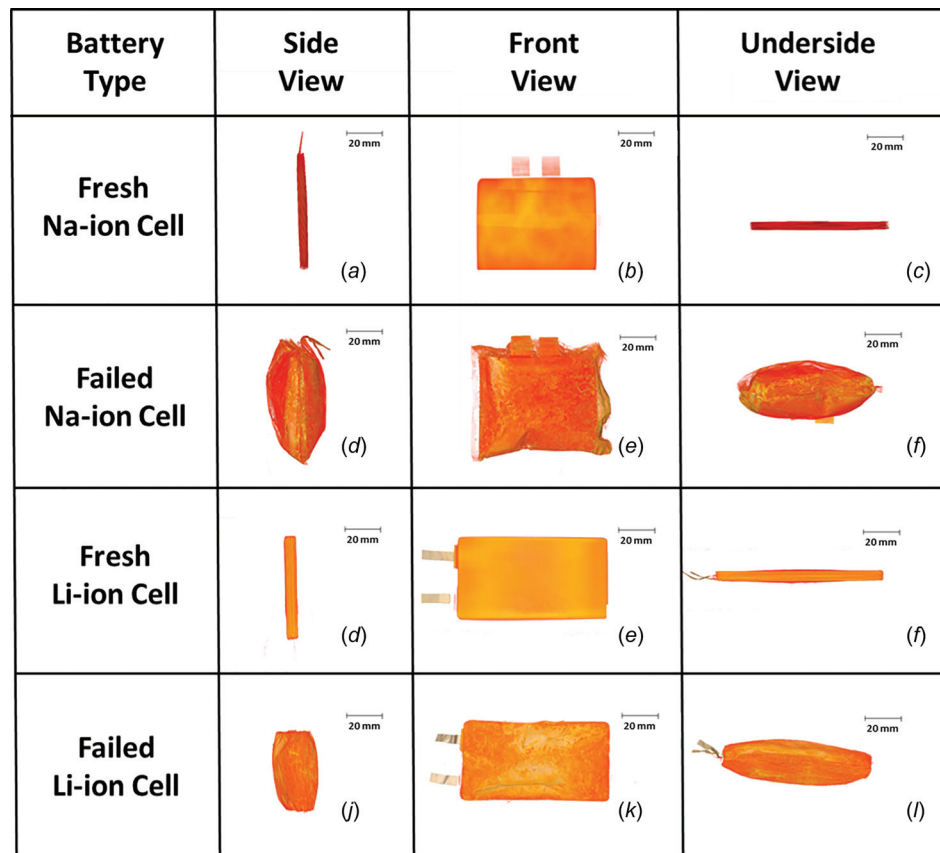 Battery Type
Side View
Front View
Underside View
Fresh Na-ion Cell
20 mm
(a)
20 mm
(b)
20 mm
(c)
Failed Na-ion Cell
20 mm
(d)
20 mm
(e)
20 mm
(f)
Fresh Li-ion Cell
20 mm
(d)
20 mm
(e)
20 mm
(f)
Failed Li-ion Cell
20 mm
(j)
20 mm
(k)
20 mm
(l)